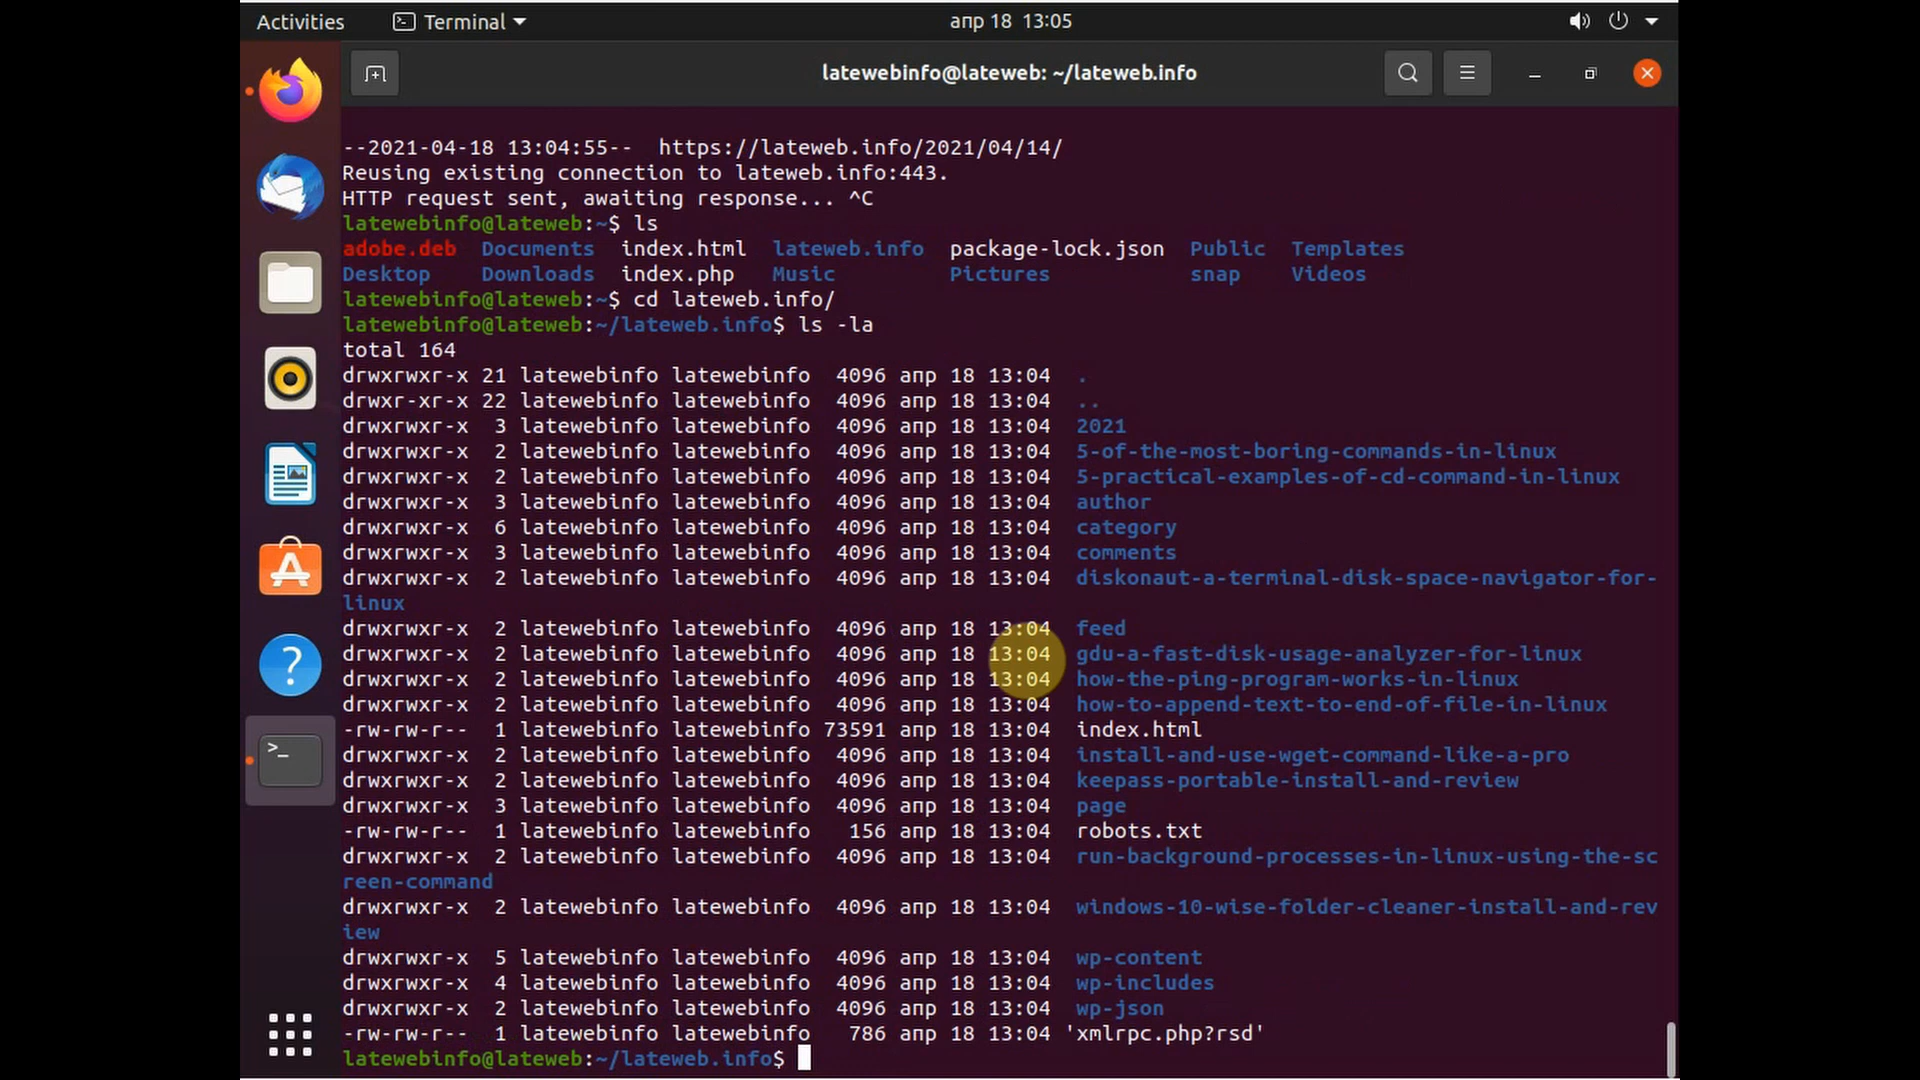 Activities Terminal апр 18 13:05
latewebinfo@lateweb: ~/lateweb.info
--2021-04-18 13:04:55--  https://lateweb.info/2021/04/14/
Reusing existing connection to lateweb.info:443.
HTTP request sent, awaiting response... ^C
latewebinfo@lateweb:~$ ls
adobe.deb  Documents  index.html  lateweb.info  package-lock.json  Public  Templates
Desktop    Downloads  index.php   Music         Pictures           snap    Videos
latewebinfo@lateweb:~$ cd lateweb.info/
latewebinfo@lateweb:~/lateweb.info$ ls -la
total 164
drwxrwxr-x 21 latewebinfo latewebinfo  4096 апр 18 13:04  .
drwxr-xr-x 22 latewebinfo latewebinfo  4096 апр 18 13:04  ..
drwxrwxr-x  3 latewebinfo latewebinfo  4096 апр 18 13:04  2021
drwxrwxr-x  2 latewebinfo latewebinfo  4096 апр 18 13:04  5-of-the-most-boring-commands-in-linux
drwxrwxr-x  2 latewebinfo latewebinfo  4096 апр 18 13:04  5-practical-examples-of-cd-command-in-linux
drwxrwxr-x  3 latewebinfo latewebinfo  4096 апр 18 13:04  author
drwxrwxr-x  6 latewebinfo latewebinfo  4096 апр 18 13:04  category
drwxrwxr-x  3 latewebinfo latewebinfo  4096 апр 18 13:04  comments
drwxrwxr-x  2 latewebinfo latewebinfo  4096 апр 18 13:04  diskonaut-a-terminal-disk-space-navigator-for-
linux
drwxrwxr-x  2 latewebinfo latewebinfo  4096 апр 18 13:04  feed
drwxrwxr-x  2 latewebinfo latewebinfo  4096 апр 18 13:04  gdu-a-fast-disk-usage-analyzer-for-linux
drwxrwxr-x  2 latewebinfo latewebinfo  4096 апр 18 13:04  how-the-ping-program-works-in-linux
drwxrwxr-x  2 latewebinfo latewebinfo  4096 апр 18 13:04  how-to-append-text-to-end-of-file-in-linux
-rw-rw-r--  1 latewebinfo latewebinfo 73591 апр 18 13:04  index.html
drwxrwxr-x  2 latewebinfo latewebinfo  4096 апр 18 13:04  install-and-use-wget-command-like-a-pro
drwxrwxr-x  2 latewebinfo latewebinfo  4096 апр 18 13:04  keepass-portable-install-and-review
drwxrwxr-x  3 latewebinfo latewebinfo  4096 апр 18 13:04  page
-rw-rw-r--  1 latewebinfo latewebinfo   156 апр 18 13:04  robots.txt
drwxrwxr-x  2 latewebinfo latewebinfo  4096 апр 18 13:04  run-background-processes-in-linux-using-the-sc
reen-command
drwxrwxr-x  2 latewebinfo latewebinfo  4096 апр 18 13:04  windows-10-wise-folder-cleaner-install-and-rev
iew
drwxrwxr-x  5 latewebinfo latewebinfo  4096 апр 18 13:04  wp-content
drwxrwxr-x  4 latewebinfo latewebinfo  4096 апр 18 13:04  wp-includes
drwxrwxr-x  2 latewebinfo latewebinfo  4096 апр 18 13:04  wp-json
-rw-rw-r--  1 latewebinfo latewebinfo   786 апр 18 13:04 'xmlrpc.php?rsd'
latewebinfo@lateweb:~/lateweb.info$